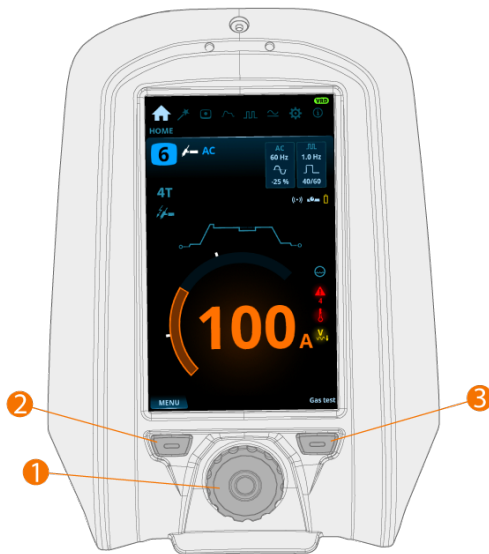 VRD
HOME
6 AC
AC
60 Hz
-25 %
1.0 Hz
40/60
4T
100 A
4
V
MENU
Gas test
2
3
1